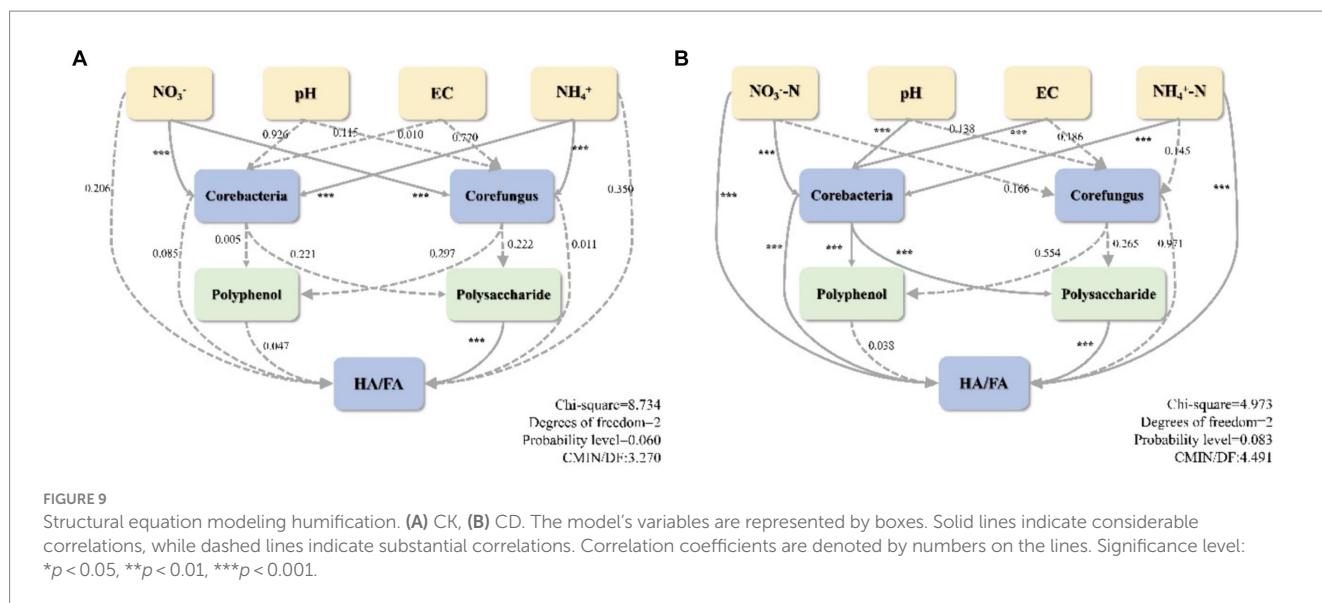 A
NO₃⁻
pH
EC
NH₄⁺
0.926
0.115
0.010
0.770
***
***
0.206
0.350
Corebacteria
***
***
Corefungus
0.085
0.005
0.221
0.297
0.222
0.011
Polyphenol
Polysaccharide
0.047
***
HA/FA
Chi-square=8.734
Degrees of freedom=2
Probability level=0.060
CMIN/DF:3.270
B
NO₃⁻-N
pH
EC
NH₄⁺-N
***
0.138
***
0.186
***
***
0.145
***
0.166
***
Corebacteria
Corefungus
***
***
***
0.554
0.265
0.971
Polyphenol
Polysaccharide
0.038
***
HA/FA
Chi-square=4.973
Degrees of freedom=2
Probability level=0.083
CMIN/DF:4.491
FIGURE 9
Structural equation modeling humification. (A) CK, (B) CD. The model's variables are represented by boxes. Solid lines indicate considerable
correlations, while dashed lines indicate substantial correlations. Correlation coefficients are denoted by numbers on the lines. Significance level:
*p < 0.05, **p < 0.01, ***p < 0.001.